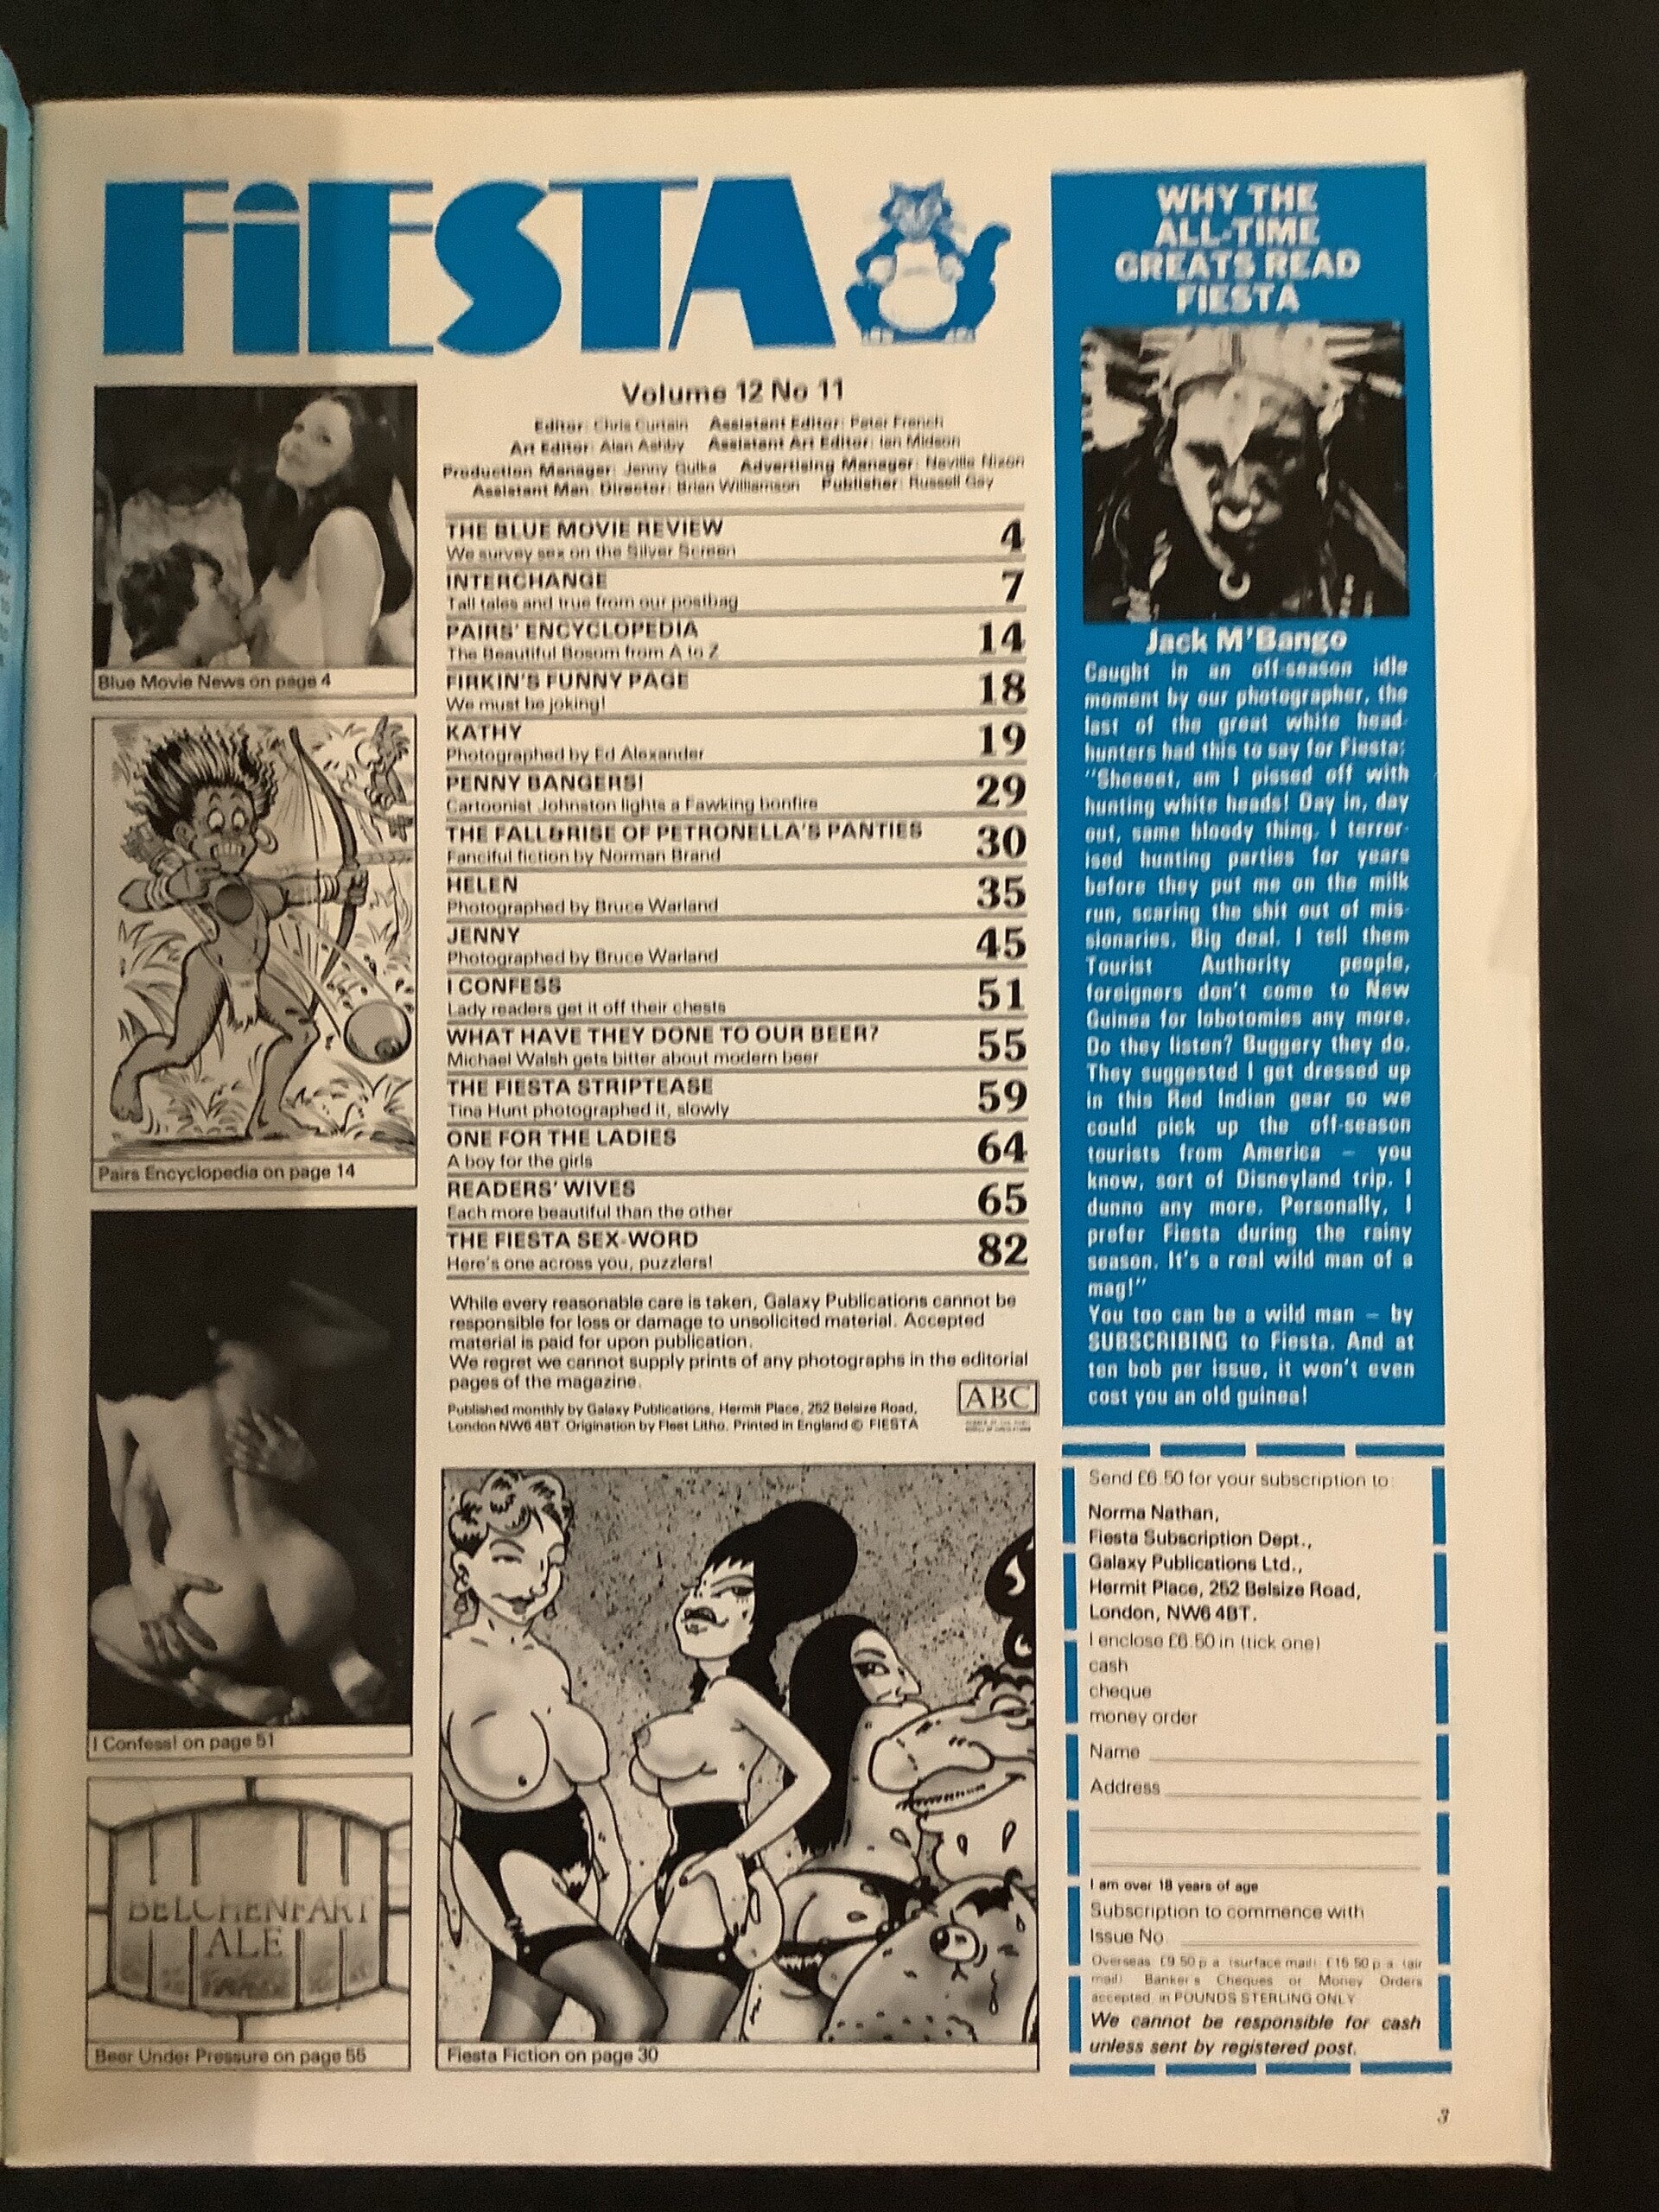 FiESTA
Volume 12 No 11
Editor: Chris Curtain Assistant Editor: Peter French
Art Editor: Alan Ashby Assistant Art Editor: Ian Midson
Production Manager: Jenny Gulka Advertising Manager: Neville Nixon
Assistant Man. Director: Brian Williamson Publisher: Russell Gay
THE BLUE MOVIE REVIEW 4
We survey sex on the Silver Screen
INTERCHANGE 7
Tall tales and true from our postbag
PAIRS' ENCYCLOPEDIA 14
The Beautiful Bosom from A to Z
FIRKIN'S FUNNY PAGE 18
We must be joking!
KATHY 19
Photographed by Ed Alexander
PENNY BANGERS! 29
Cartoonist Johnston lights a Fawking bonfire
THE FALL&RISE OF PETRONELLA'S PANTIES 30
Fanciful fiction by Norman Brand
HELEN 35
Photographed by Bruce Warland
JENNY 45
Photographed by Bruce Warland
I CONFESS 51
Lady readers get it off their chests
WHAT HAVE THEY DONE TO OUR BEER? 55
Michael Walsh gets bitter about modern beer
THE FIESTA STRIPTEASE 59
Tina Hunt photographed it, slowly
ONE FOR THE LADIES 64
A boy for the girls
READERS' WIVES 65
Each more beautiful than the other
THE FIESTA SEX-WORD 82
Here's one across you, puzzlers!
While every reasonable care is taken, Galaxy Publications cannot be
responsible for loss or damage to unsolicited material. Accepted
material is paid for upon publication.
We regret we cannot supply prints of any photographs in the editorial
pages of the magazine.
Published monthly by Galaxy Publications, Hermit Place, 252 Belsize Road,
London NW6 4BT. Origination by Fleet Litho. Printed in England © FIESTA
ABC
Blue Movie News on page 4
Pairs Encyclopedia on page 14
I Confess! on page 51
BELCHENFART
ALE
Beer Under Pressure on page 55
Fiesta Fiction on page 30
WHY THE
ALL-TIME
GREATS READ
FIESTA
Jack M'Bango
Caught in an off-season idle
moment by our photographer, the
last of the great white head-
hunters had this to say for Fiesta:
"Sheeeet, am I pissed off with
hunting white heads! Day in, day
out, same bloody thing. I terror-
ised hunting parties for years
before they put me on the milk
run, scaring the shit out of mis-
sionaries. Big deal. I tell them
Tourist Authority people,
foreigners don't come to New
Guinea for lobotomies any more.
Do they listen? Buggery they do.
They suggested I get dressed up
in this Red Indian gear so we
could pick up the off-season
tourists from America — you
know, sort of Disneyland trip. I
dunno any more. Personally, I
prefer Fiesta during the rainy
season. It's a real wild man of a
mag!"
You too can be a wild man — by
SUBSCRIBING to Fiesta. And at
ten bob per issue, it won't even
cost you an old guinea!
Send £6.50 for your subscription to:
Norma Nathan,
Fiesta Subscription Dept.,
Galaxy Publications Ltd.,
Hermit Place, 252 Belsize Road,
London, NW6 4BT.
I enclose £6.50 in (tick one)
cash
cheque
money order
Name
Address
I am over 18 years of age
Subscription to commence with
Issue No.
Overseas: £9.50 p.a. (surface mail) £15.50 p.a. (air
mail) Banker's Cheques or Money Orders
accepted, in POUNDS STERLING ONLY
We cannot be responsible for cash
unless sent by registered post.
3